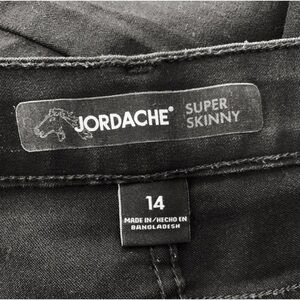 JORDACHE® SUPER
SKINNY
14
MADE IN/HECHO EN
BANGLADESH